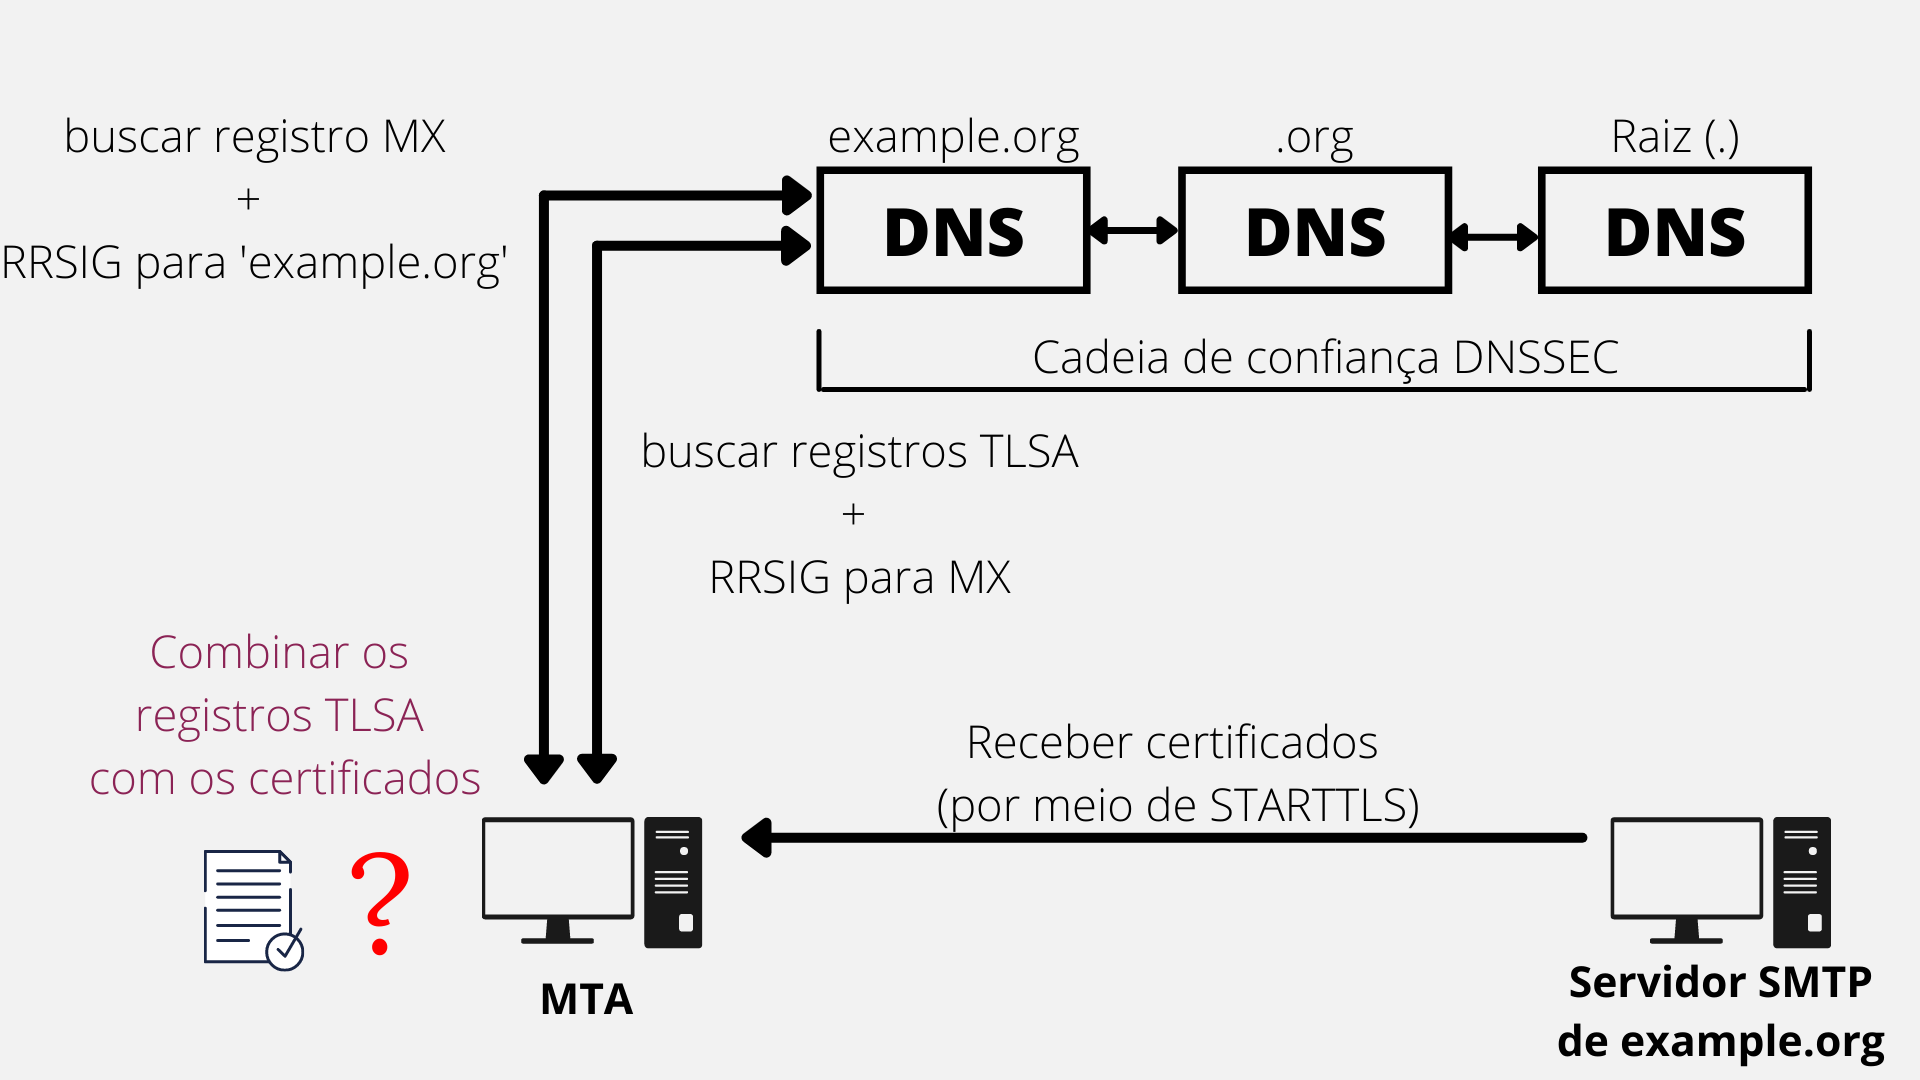 buscar registro MX
+
RRSIG para 'example.org'
example.org
.org
Raiz (.)
DNS
DNS
DNS
Cadeia de confiança DNSSEC
buscar registros TLSA
+
RRSIG para MX
Combinar os
registros TLSA
com os certificados
?
Receber certificados
(por meio de STARTTLS)
MTA
Servidor SMTP
de example.org